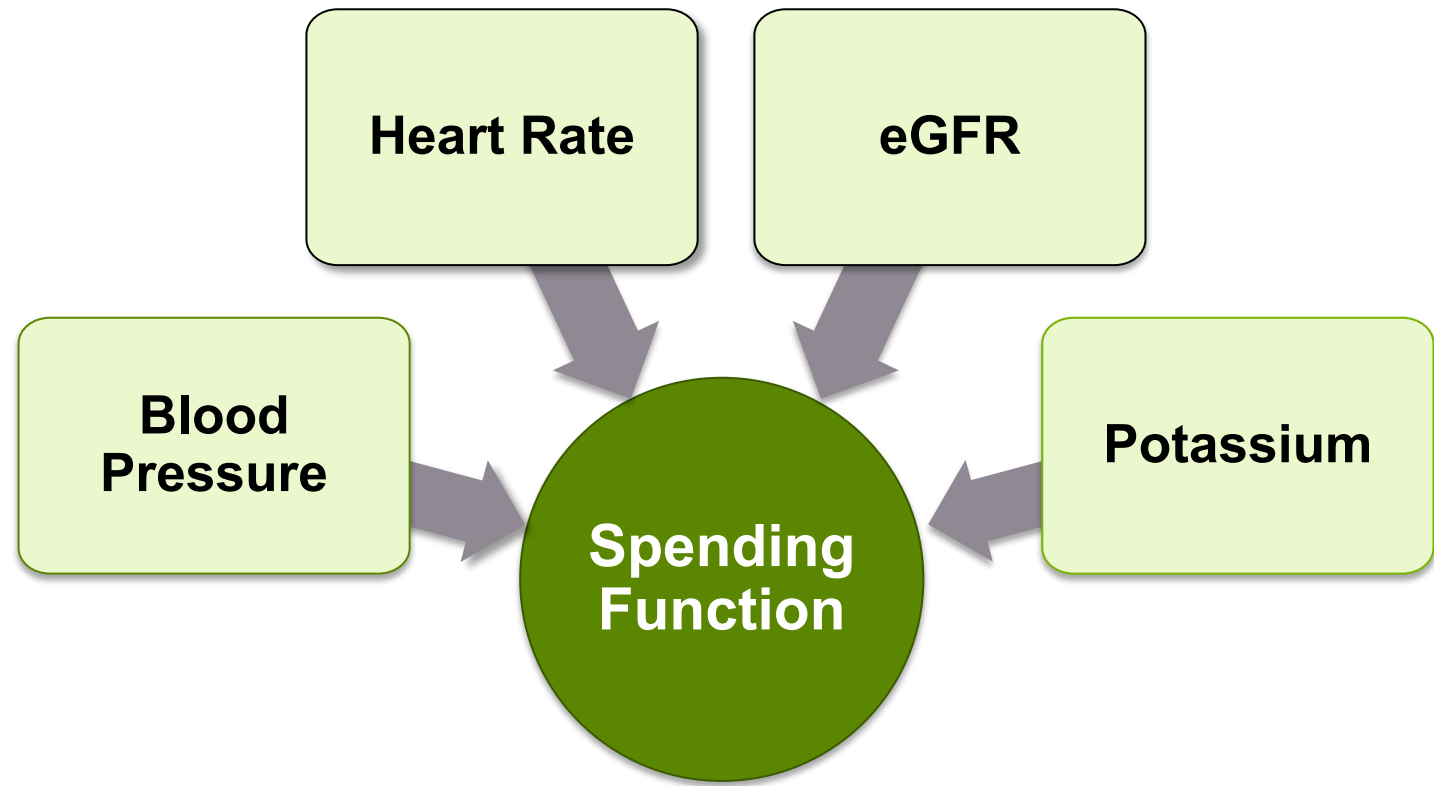 Heart Rate
eGFR
Blood
Pressure
Potassium
Spending
Function